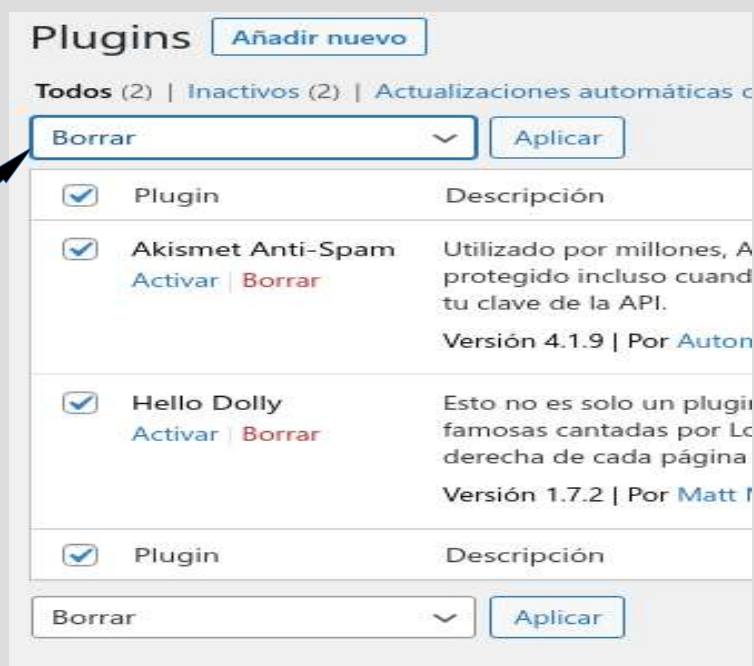 Plugins Añadir nuevo
Todos (2) | Inactivos (2) | Actualizaciones automáticas
Borrar Aplicar
Plugin Descripción
Akismet Anti-Spam Utilizado por millones,
Activar | Borrar protegido incluso
tu clave de la API.
Versión 4.1.9 | Por
Hello Dolly Esto no es solo un
Activar | Borrar famosas cantadas por
derecha de cada página
Versión 1.7.2 | Por Matt
Plugin Descripción
Borrar Aplicar